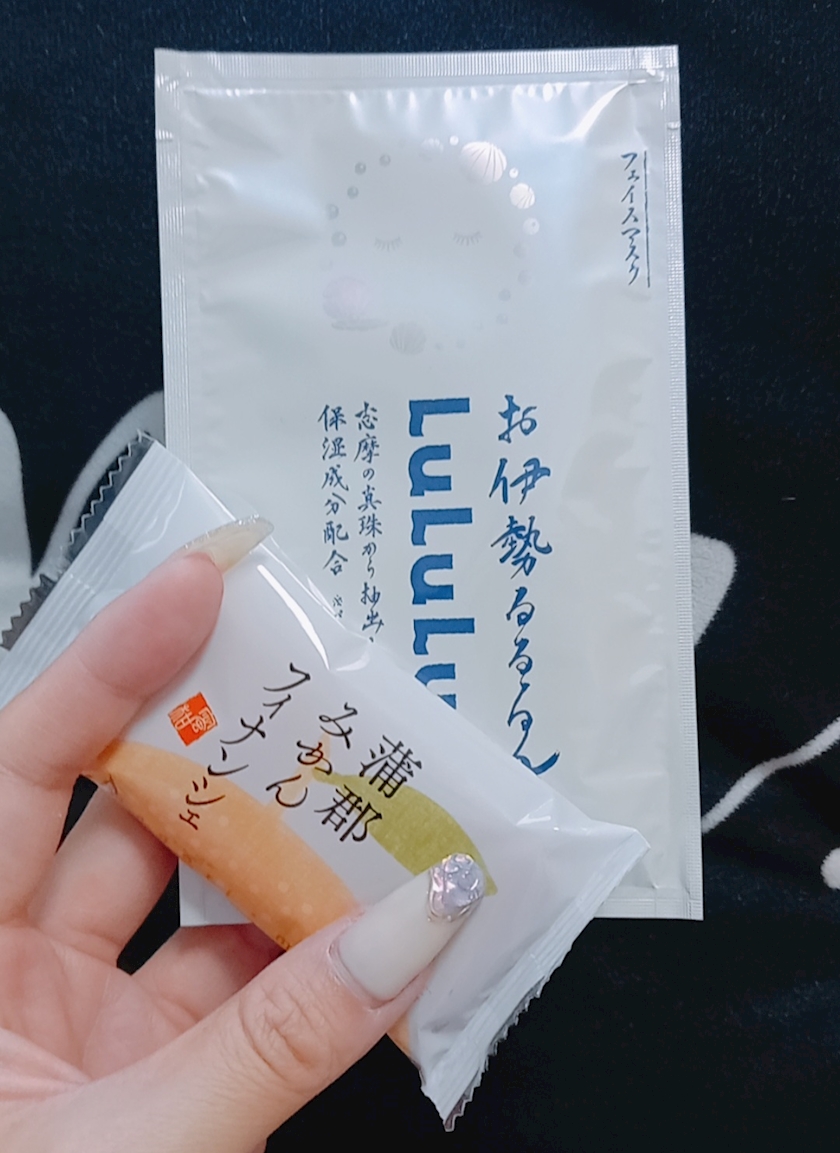 フェイスマスク
お伊勢るるるん
LuLuLu
志摩の真珠から抽出
保湿成分配合
蒲郡
みかん
フィナンシェ